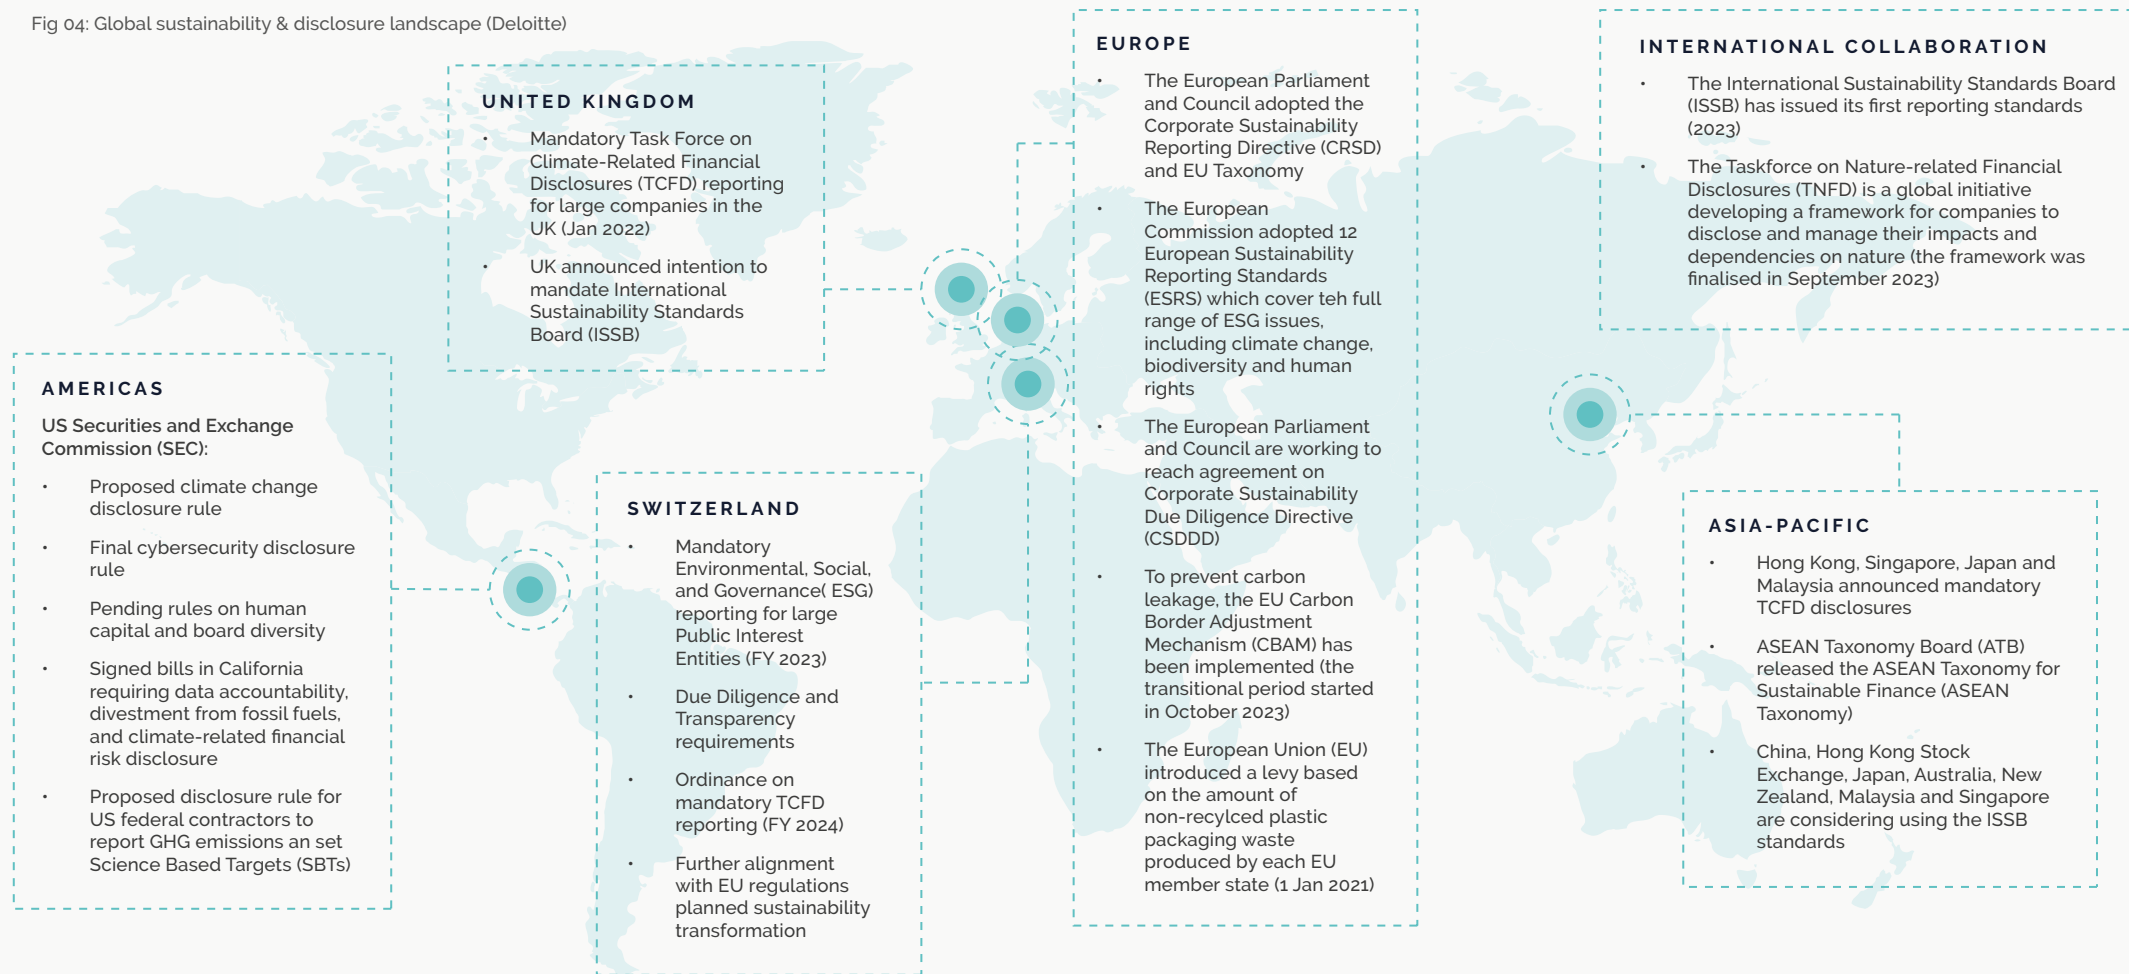 Fig 04: Global sustainability & disclosure landscape (Deloitte)
UNITED KINGDOM
• Mandatory Task Force on
Climate-Related Financial
Disclosures (TCFD) reporting
for large companies in the
UK (Jan 2022)
• UK announced intention to
mandate International
Sustainability Standards
Board (ISSB)
AMERICAS
US Securities and Exchange
Commission (SEC):
• Proposed climate change
disclosure rule
• Final cybersecurity disclosure
rule
• Pending rules on human
capital and board diversity
• Signed bills in California
requiring data accountability,
divestment from fossil fuels,
and climate-related financial
risk disclosure
• Proposed disclosure rule for
US federal contractors to
report GHG emissions an set
Science Based Targets (SBTs)
SWITZERLAND
• Mandatory
Environmental, Social,
and Governance( ESG)
reporting for large
Public Interest
Entities (FY 2023)
• Due Diligence and
Transparency
requirements
• Ordinance on
mandatory TCFD
reporting (FY 2024)
• Further alignment
with EU regulations
planned sustainability
transformation
EUROPE
• The European Parliament
and Council adopted the
Corporate Sustainability
Reporting Directive (CRSD)
and EU Taxonomy
• The European
Commission adopted 12
European Sustainability
Reporting Standards
(ESRS) which cover teh full
range of ESG issues,
including climate change,
biodiversity and human
rights
• The European Parliament
and Council are working to
reach agreement on
Corporate Sustainability
Due Diligence Directive
(CSDDD)
• To prevent carbon
leakage, the EU Carbon
Border Adjustment
Mechanism (CBAM) has
been implemented (the
transitional period started
in October 2023)
• The European Union (EU)
introduced a levy based
on the amount of
non-recylced plastic
packaging waste
produced by each EU
member state (1 Jan 2021)
INTERNATIONAL COLLABORATION
• The International Sustainability Standards Board
(ISSB) has issued its first reporting standards
(2023)
• The Taskforce on Nature-related Financial
Disclosures (TNFD) is a global initiative
developing a framework for companies to
disclose and manage their impacts and
dependencies on nature (the framework was
finalised in September 2023)
ASIA-PACIFIC
• Hong Kong, Singapore, Japan and
Malaysia announced mandatory
TCFD disclosures
• ASEAN Taxonomy Board (ATB)
released the ASEAN Taxonomy for
Sustainable Finance (ASEAN
Taxonomy)
• China, Hong Kong Stock
Exchange, Japan, Australia, New
Zealand, Malaysia and Singapore
are considering using the ISSB
standards